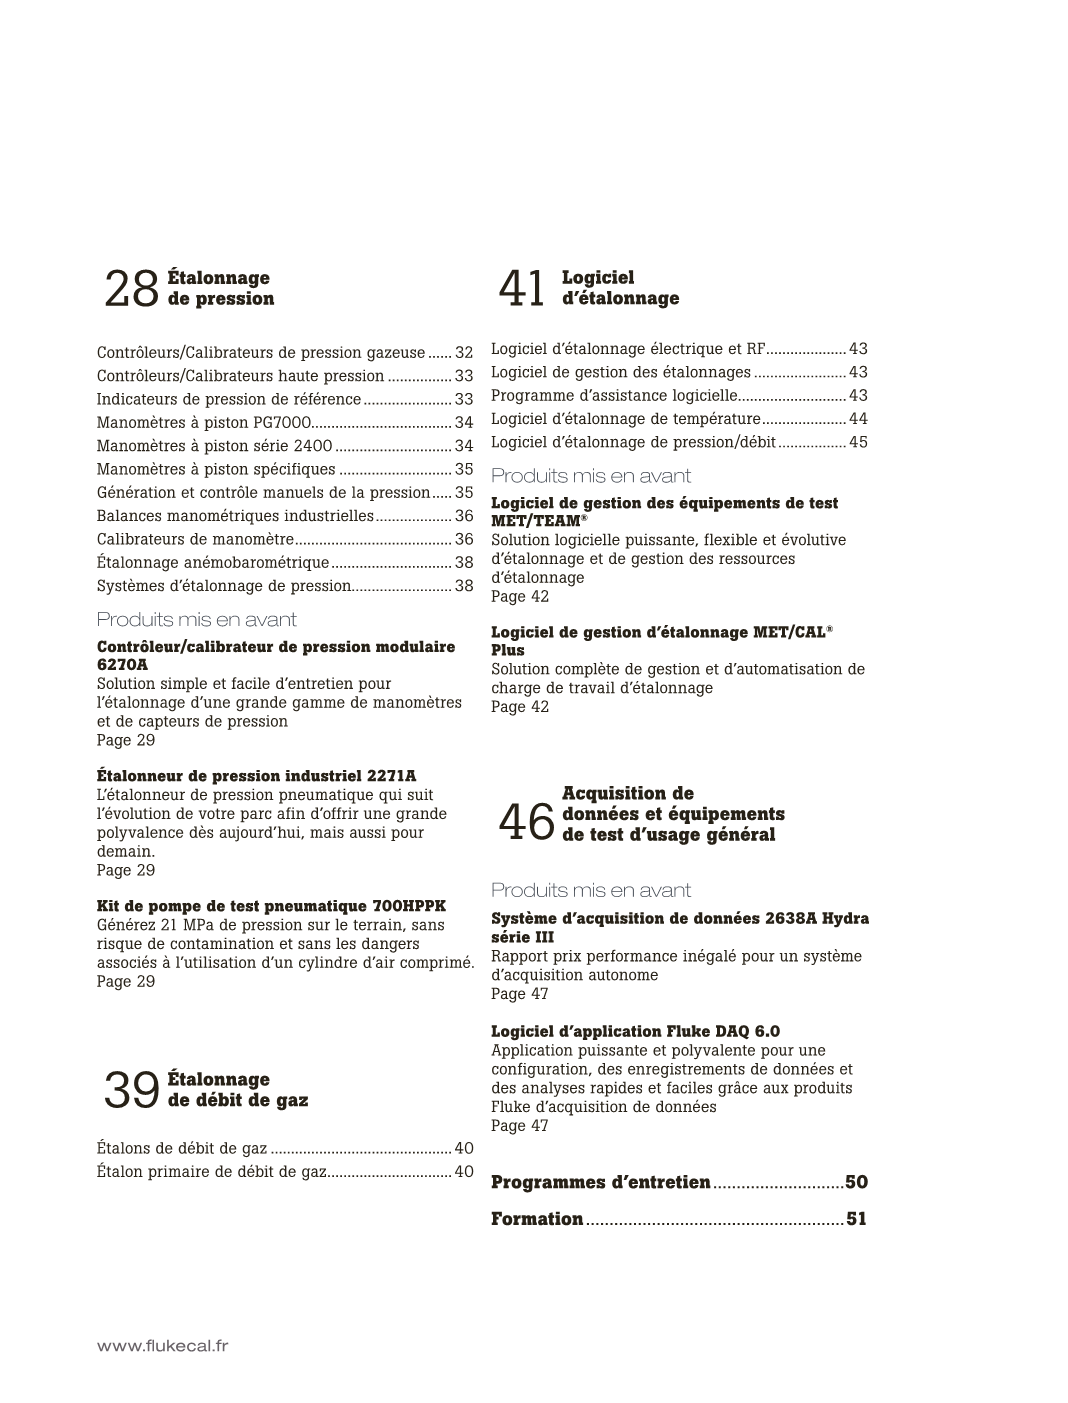 28 Étalonnage
de pression
Contrôleurs/Calibrateurs de pression gazeuse ...... 32
Contrôleurs/Calibrateurs haute pression ................ 33
Indicateurs de pression de référence ...................... 33
Manomètres à piston PG7000................................... 34
Manomètres à piston série 2400 ............................. 34
Manomètres à piston spécifiques ............................ 35
Génération et contrôle manuels de la pression..... 35
Balances manométriques industrielles................... 36
Calibrateurs de manomètre....................................... 36
Étalonnage anémobarométrique .............................. 38
Systèmes d’étalonnage de pression......................... 38
Produits mis en avant
Contrôleur/calibrateur de pression modulaire
6270A
Solution simple et facile d’entretien pour
l’étalonnage d’une grande gamme de manomètres
et de capteurs de pression
Page 29
Étalonneur de pression industriel 2271A
L’étalonneur de pression pneumatique qui suit
l’évolution de votre parc afin d’offrir une grande
polyvalence dès aujourd’hui, mais aussi pour
demain.
Page 29
Kit de pompe de test pneumatique 700HPPK
Générez 21 MPa de pression sur le terrain, sans
risque de contamination et sans les dangers
associés à l’utilisation d’un cylindre d’air comprimé.
Page 29
39 Étalonnage
de débit de gaz
Étalons de débit de gaz ............................................. 40
Étalon primaire de débit de gaz............................... 40
41 Logiciel
d’étalonnage
Logiciel d’étalonnage électrique et RF.................... 43
Logiciel de gestion des étalonnages ....................... 43
Programme d’assistance logicielle........................... 43
Logiciel d’étalonnage de température..................... 44
Logiciel d’étalonnage de pression/débit ................. 45
Produits mis en avant
Logiciel de gestion des équipements de test
MET/TEAM®
Solution logicielle puissante, flexible et évolutive
d’étalonnage et de gestion des ressources
d’étalonnage
Page 42
Logiciel de gestion d’étalonnage MET/CAL®
Plus
Solution complète de gestion et d’automatisation de
charge de travail d’étalonnage
Page 42
46 Acquisition de
données et équipements
de test d’usage général
Produits mis en avant
Système d’acquisition de données 2638A Hydra
série III
Rapport prix performance inégalé pour un système
d’acquisition autonome
Page 47
Logiciel d’application Fluke DAQ 6.0
Application puissante et polyvalente pour une
configuration, des enregistrements de données et
des analyses rapides et faciles grâce aux produits
Fluke d’acquisition de données
Page 47
Programmes d’entretien ............................50
Formation ....................................................... 51
www.flukecal.fr